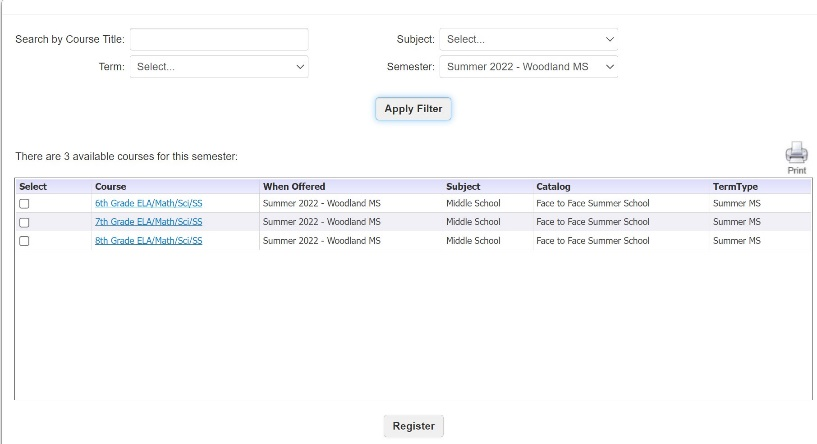 Search by Course Title: Subject: Select...
Term: Select... Semester: Summer 2022 - Woodland MS
Apply Filter
There are 3 available courses for this semester:
Print
Select Course When Offered Subject Catalog TermType
6th Grade ELA/Math/Sci/SS Summer 2022 - Woodland MS Middle School Face to Face Summer School Summer MS
7th Grade ELA/Math/Sci/SS Summer 2022 - Woodland MS Middle School Face to Face Summer School Summer MS
8th Grade ELA/Math/Sci/SS Summer 2022 - Woodland MS Middle School Face to Face Summer School Summer MS
Register